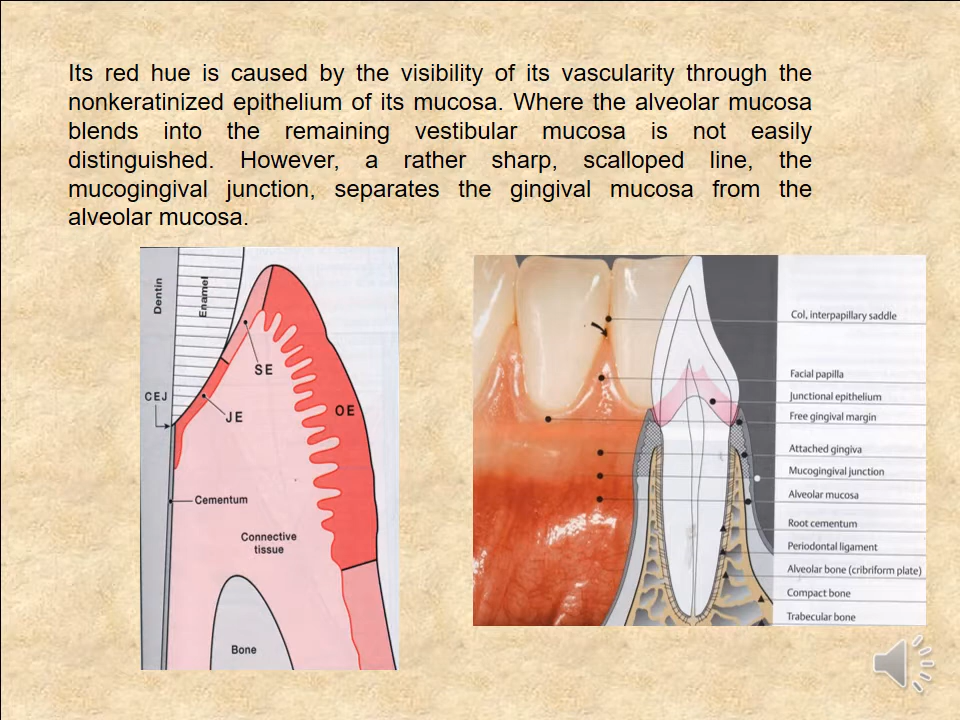 Its red hue is caused by the visibility of its vascularity through the
nonkeratinized epithelium of its mucosa. Where the alveolar mucosa
blends into the remaining vestibular mucosa is not easily
distinguished. However, a rather sharp, scalloped line, the
mucogingival junction, separates the gingival mucosa from the
alveolar mucosa.
Dentin
Enamel
SE
CEJ
JE
OE
Cementum
Connective
tissue
Bone
Col, interpapillary saddle
Facial papilla
Junctional epithelium
Free gingival margin
Attached gingiva
Mucogingival junction
Alveolar mucosa
Root cementum
Periodontal ligament
Alveolar bone (cribriform plate)
Compact bone
Trabecular bone